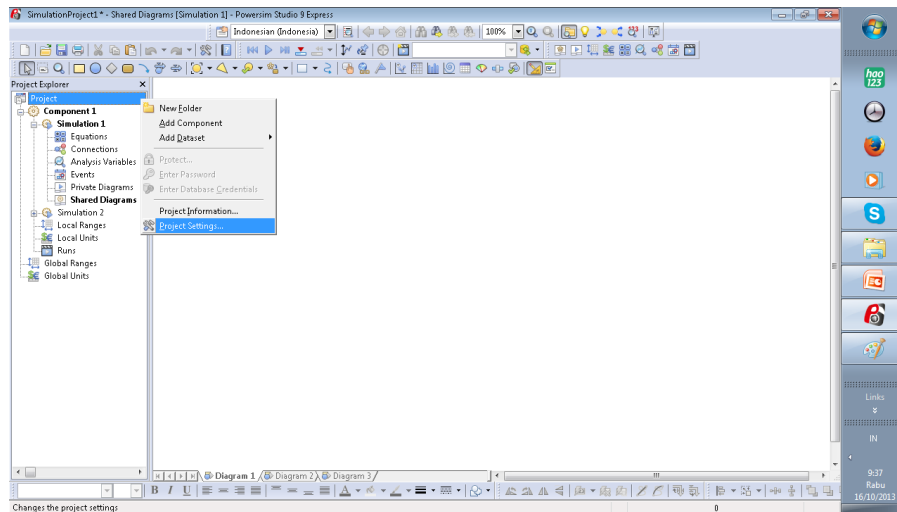 SimulationProject1 * - Shared Diagrams [Simulation 1] - Powersim Studio 9 Express
Indonesian (Indonesia)
100%
Project Explorer
Project
Component 1
Simulation 1
Equations
Connections
Analysis Variables
Events
Private Diagrams
Shared Diagrams
Simulation 2
Local Ranges
Local Units
Runs
Global Ranges
Global Units
New Folder
Add Component
Add Dataset
Protect...
Enter Password
Enter Database Credentials
Project Information...
Project Settings...
Diagram 1
Diagram 2
Diagram 3
B I U
Changes the project settings
0
hao
123
Links
IN
9:37
Rabu
16/10/2013